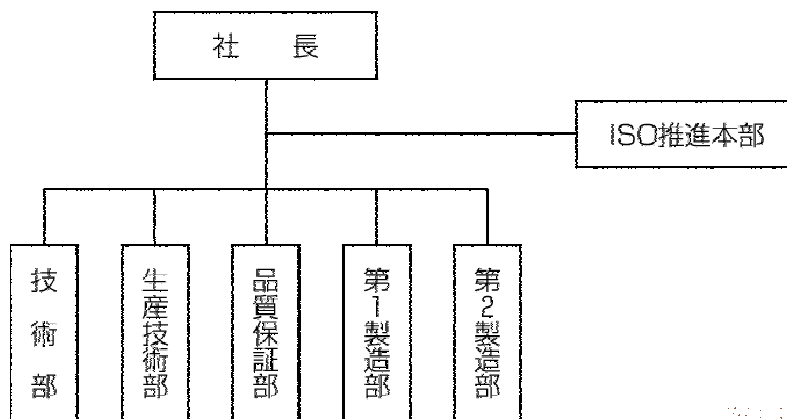 社長
ISO推進本部
技術部
生産技術部
品質保証部
第1製造部
第2製造部